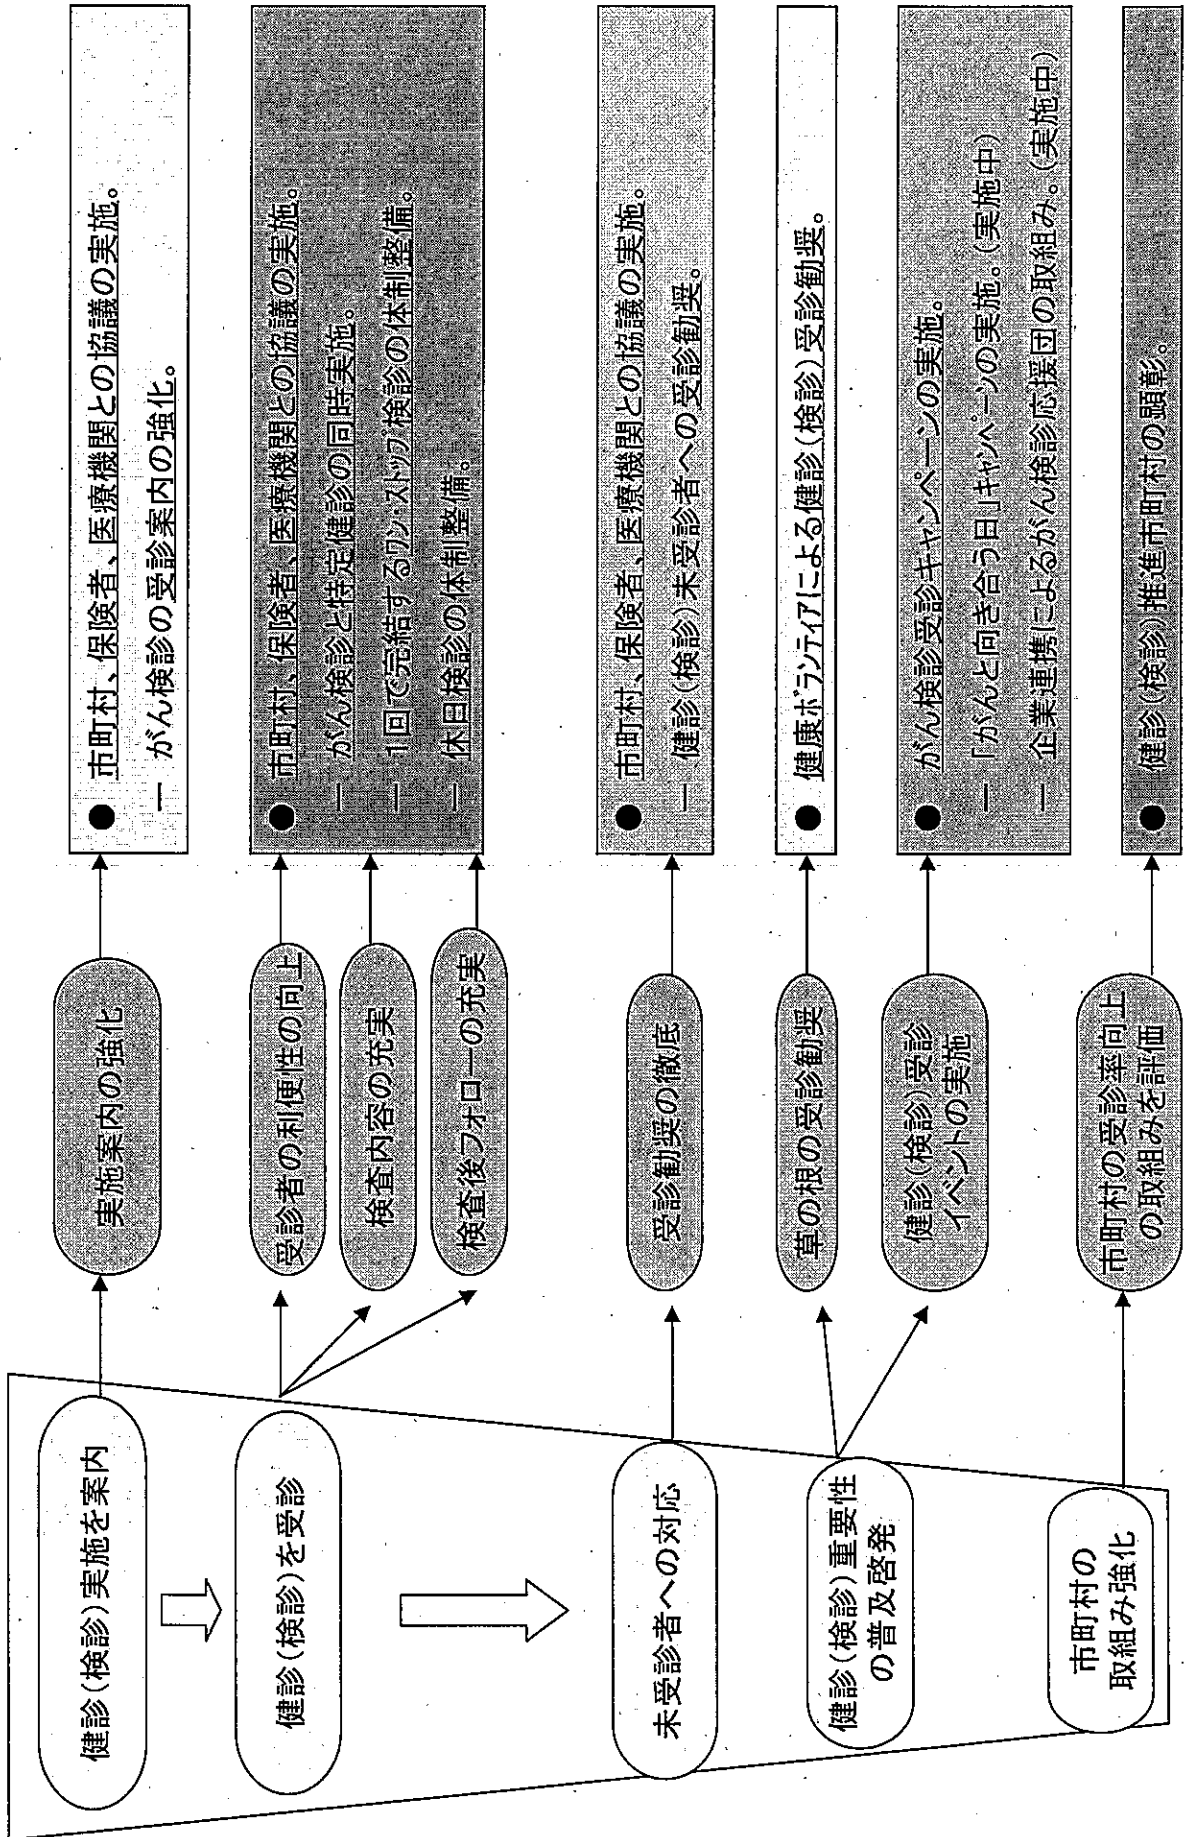 健診(検診)実施を案内
実施案内の強化
● 市町村、保険者、医療機関との協議の実施。
― がん検診の受診案内の強化。
健診(検診)を受診
受診者の利便性の向上
検査内容の充実
検査後フォローの充実
● 市町村、保険者、医療機関との協議の実施。
― がん検診と特定健診の同時実施。
― 1回で完結するワン・ストップ検診の体制整備。
― 休日検診の体制整備。
未受診者への対応
受診勧奨の徹底
● 市町村、保険者、医療機関との協議の実施。
― 健診(検診)未受診者への受診勧奨。
健診(検診)重要性
の普及啓発
草の根の受診勧奨
● 健康ボランティアによる健診(検診)受診勧奨。
健診(検診)受診
イベントの実施
● がん検診受診キャンペーンの実施。
― 「がんと向き合う日」キャンペーンの実施。(実施中)
― 企業連携によるがん検診応援団の取組み。(実施中)
市町村の
取組み強化
市町村の受診率向上
の取組みを評価
● 健診(検診)推進市町村の顕彰。